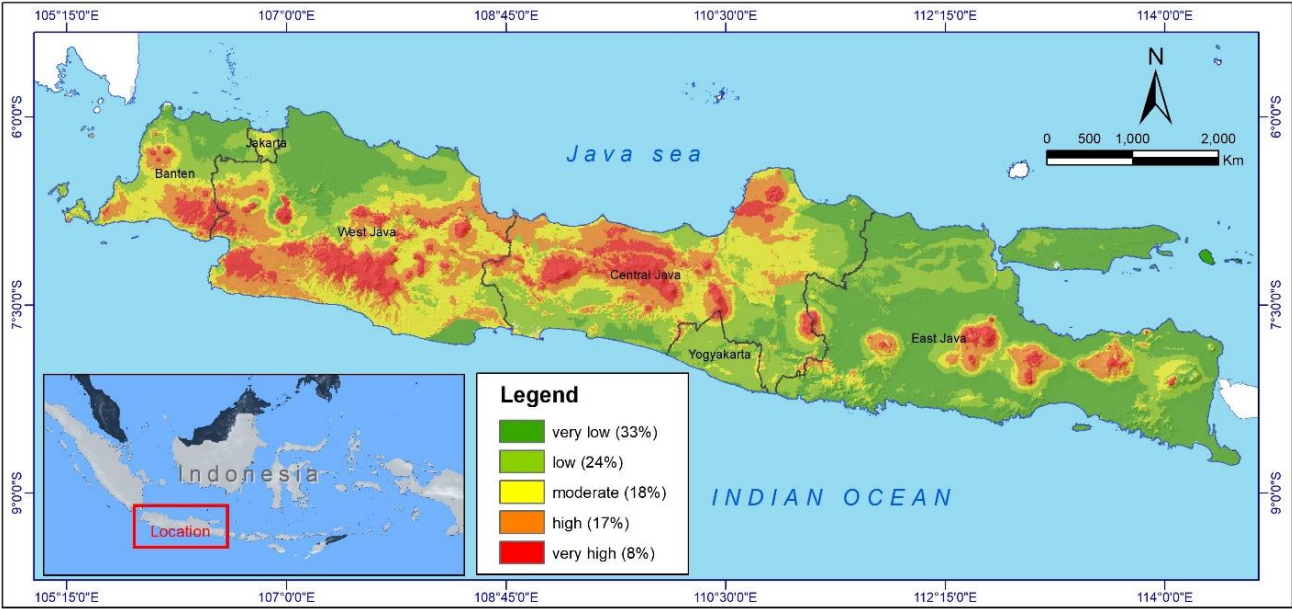 105°15'0"E 107°0'0"E 108°45'0"E 110°30'0"E 112°15'0"E 114°0'0"E
6°0'0"S 6°0'0"S
N
0 500 1,000 2,000
Km
Java sea
Jakarta
Banten
West Java
Central Java
7°30'0"S 7°30'0"S
East Java
Yogyakarta
Legend
very low (33%)
low (24%)
moderate (18%)
high (17%)
very high (8%)
Indonesia
Location
INDIAN OCEAN
9°0'0"S 9°0'0"S
105°15'0"E 107°0'0"E 108°45'0"E 110°30'0"E 112°15'0"E 114°0'0"E